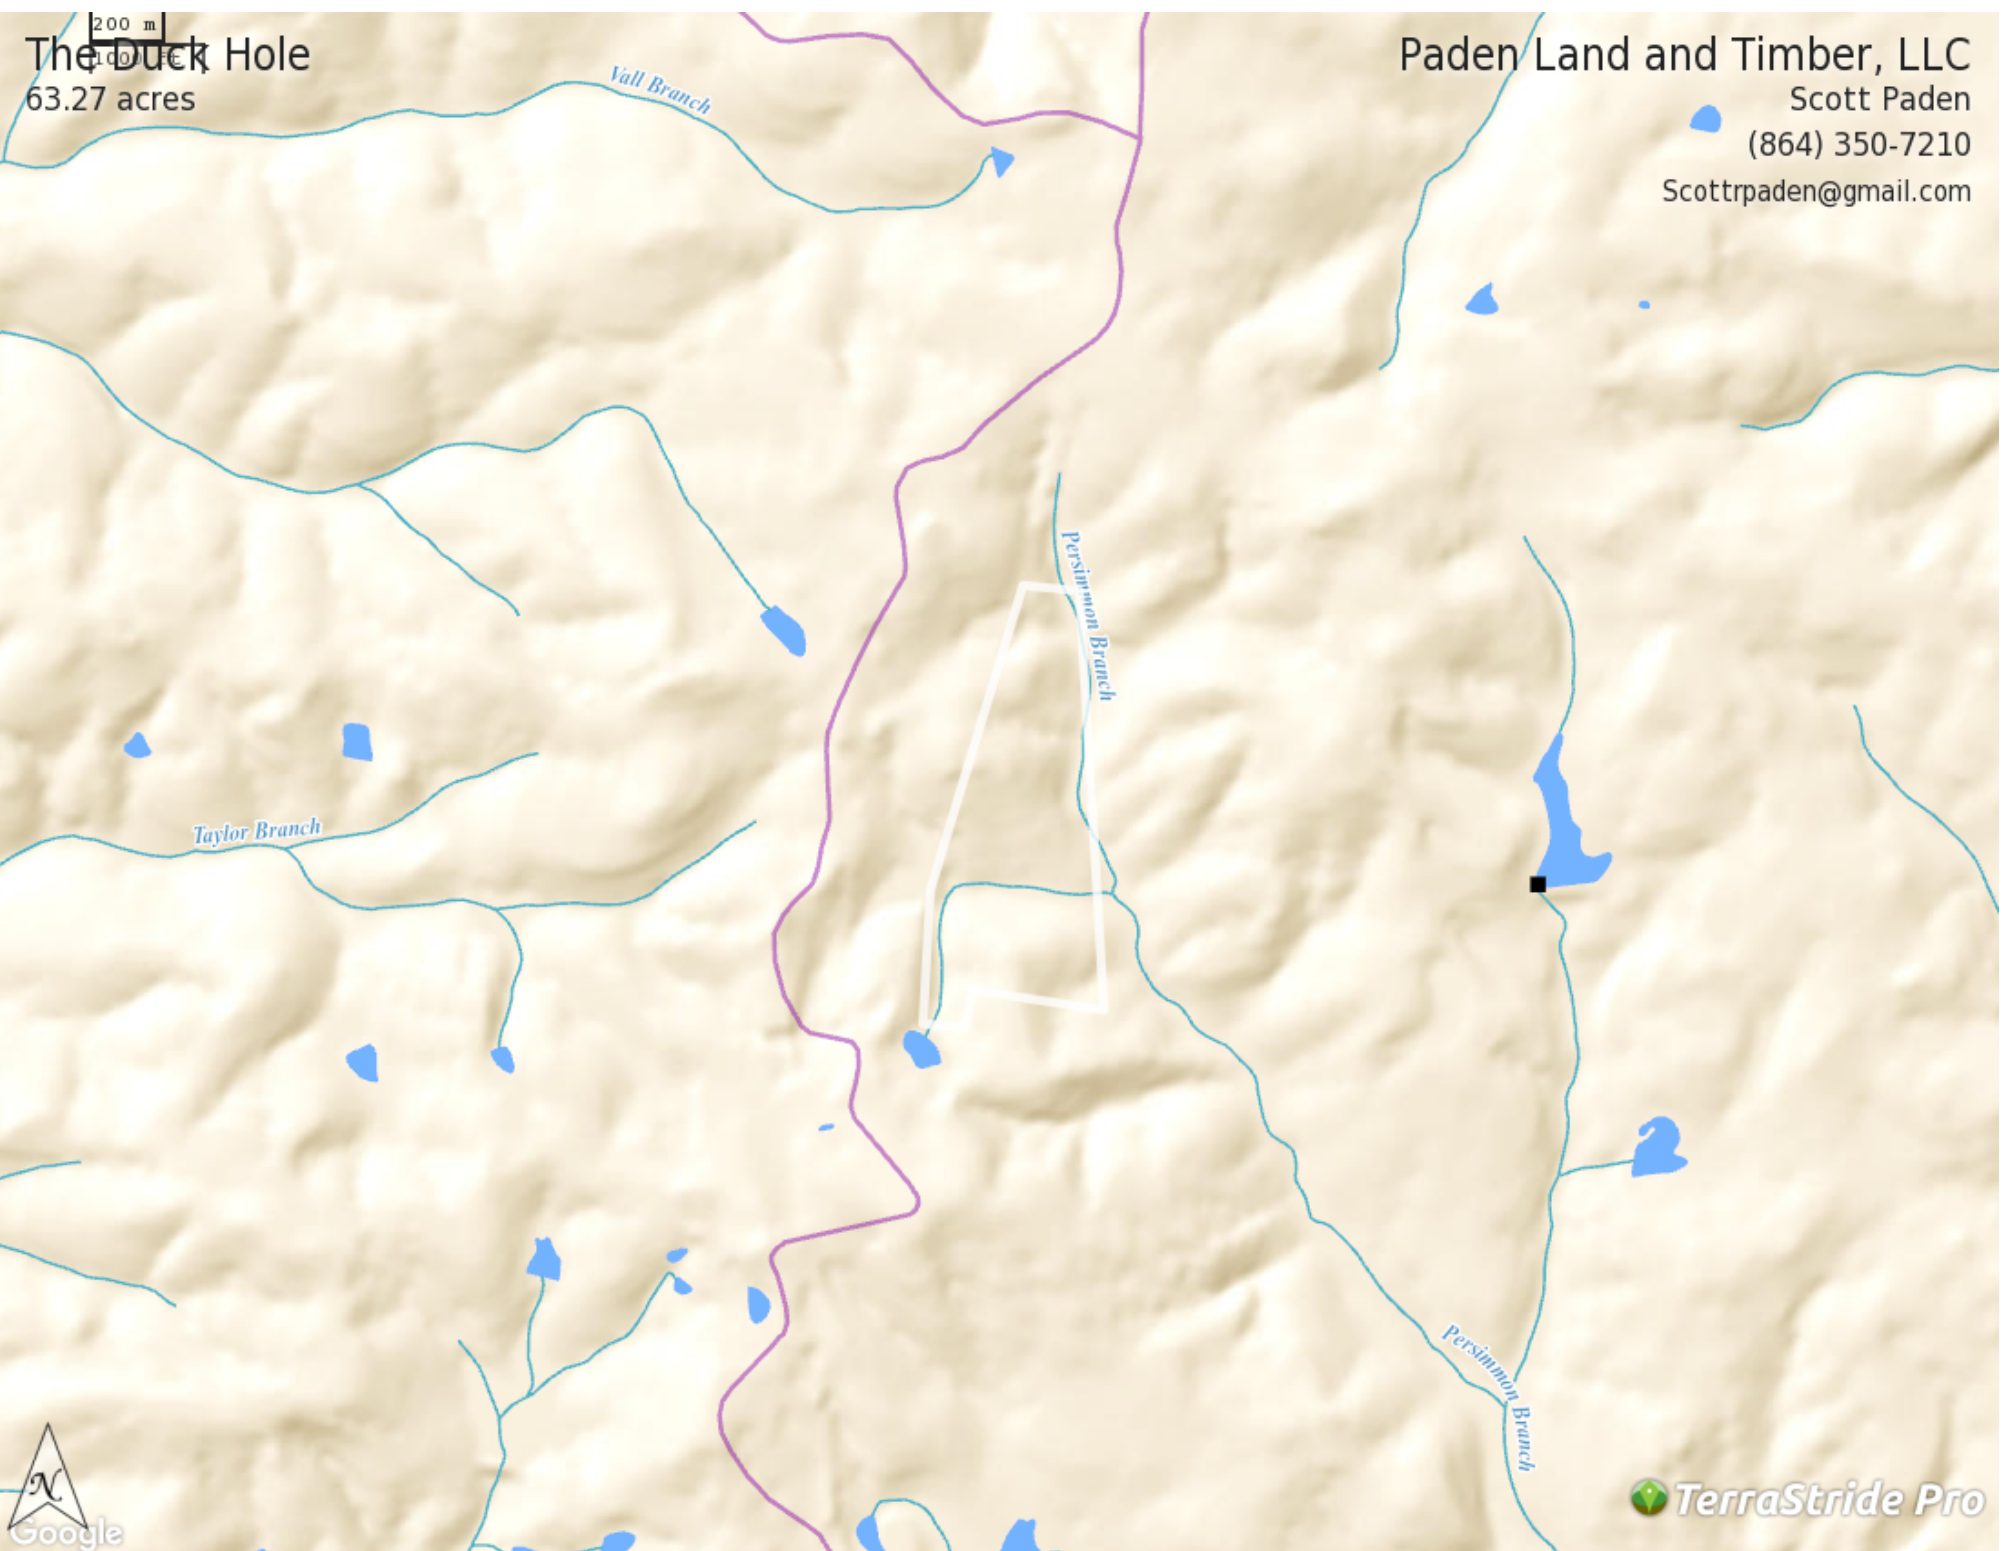 200 m
The Duck Hole
63.27 acres
Paden Land and Timber, LLC
Scott Paden
(864) 350-7210
Scottrpaden@gmail.com
Vall Branch
Persimmon Branch
Taylor Branch
Persimmon Branch
N
Google
TerraStride Pro